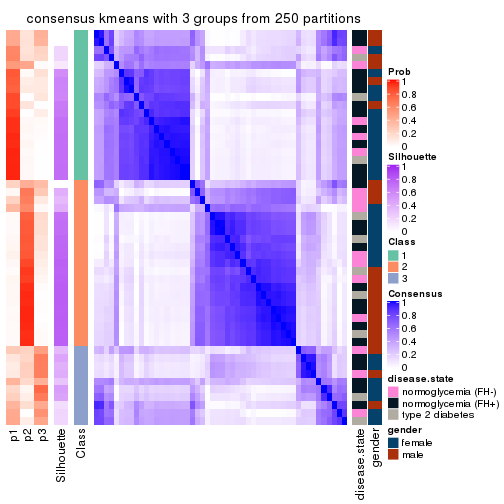 consensus kmeans with 3 groups from 250 partitions
Prob
1
0.8
0.6
0.4
0.2
0
Silhouette
1
0.8
0.6
0.4
0.2
0
Class
1
2
3
Consensus
1
0.8
0.6
0.4
0.2
0
disease.state
normoglycemia (FH-)
normoglycemia (FH+)
type 2 diabetes
gender
female
male
p1
p2
p3
Silhouette
Class
disease.state
gender